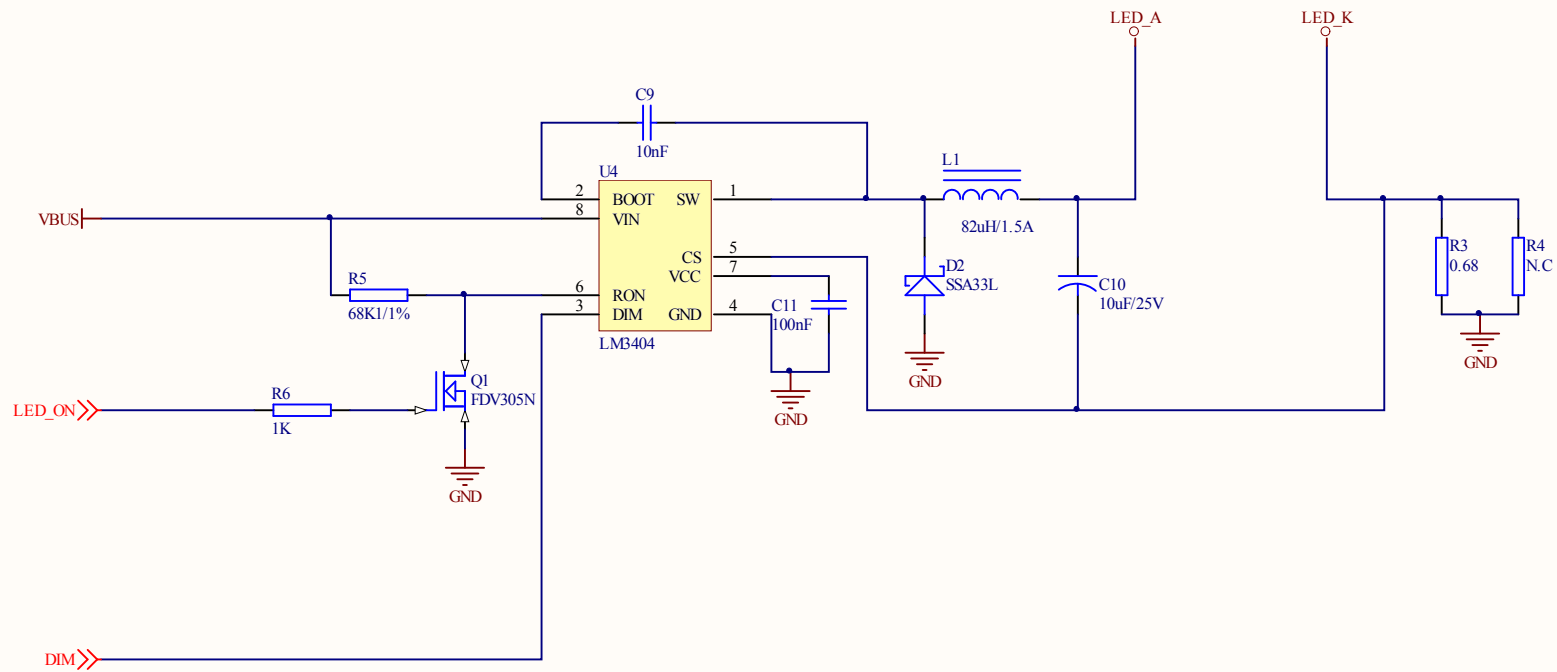 LED_A
LED_K
C9
10nF
U4
2
BOOT
SW
1
8
VIN
VBUS
L1
82uH/1.5A
5
CS
7
VCC
R5
68K1/1%
6
RON
3
DIM
GND
4
LM3404
C11
100nF
GND
D2
SSA33L
GND
C10
10uF/25V
R3
0.68
R4
N.C
GND
Q1
FDV305N
LED_ON
R6
1K
GND
DIM